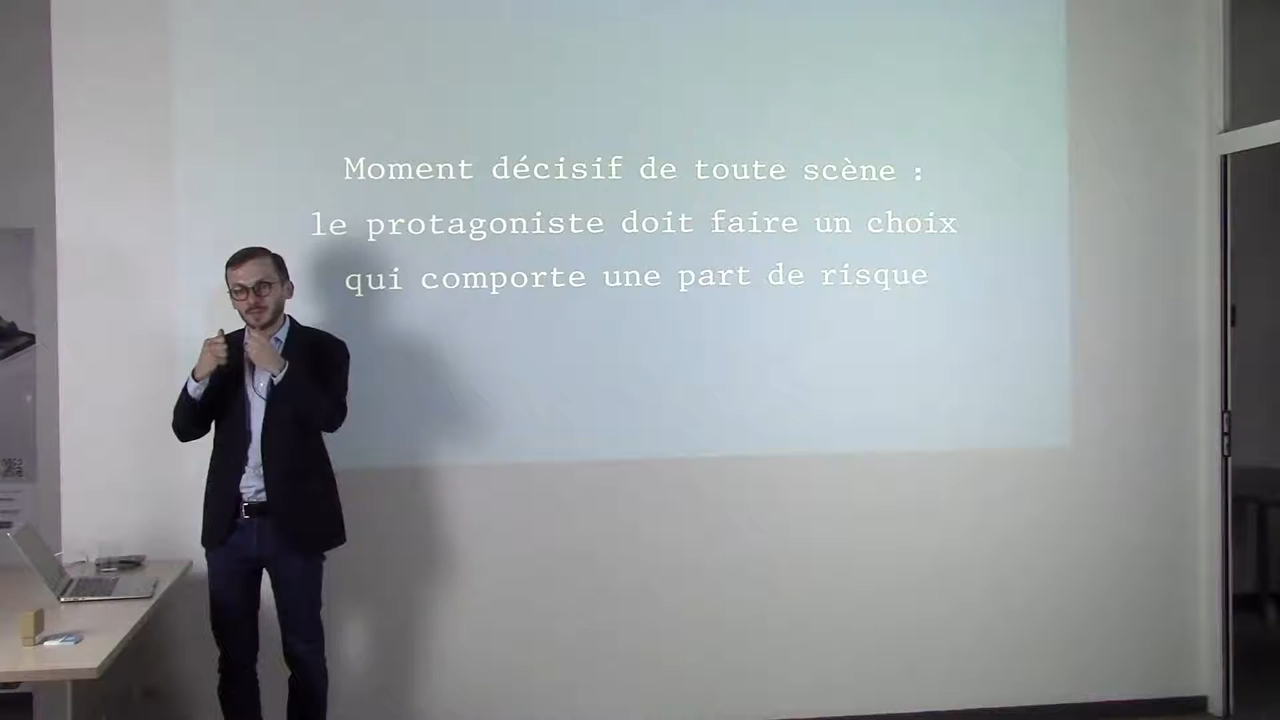 Moment décisif de toute scène :
le protagoniste doit faire un choix
qui comporte une part de risque